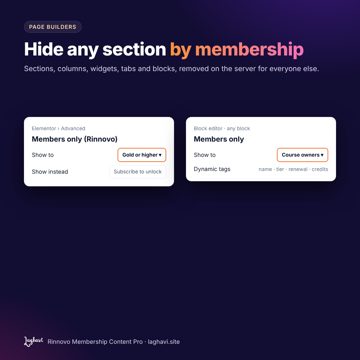 PAGE BUILDERS
Hide any section by membership
Sections, columns, widgets, tabs and blocks, removed on the server for everyone else.
Elementor › Advanced
Members only (Rinnovo)
Show to Gold or higher ▾
Show instead Subscribe to unlock
Block editor · any block
Members only
Show to Course owners ▾
Dynamic tags name · tier · renewal · credits
laghavi Rinnovo Membership Content Pro · laghavi.site